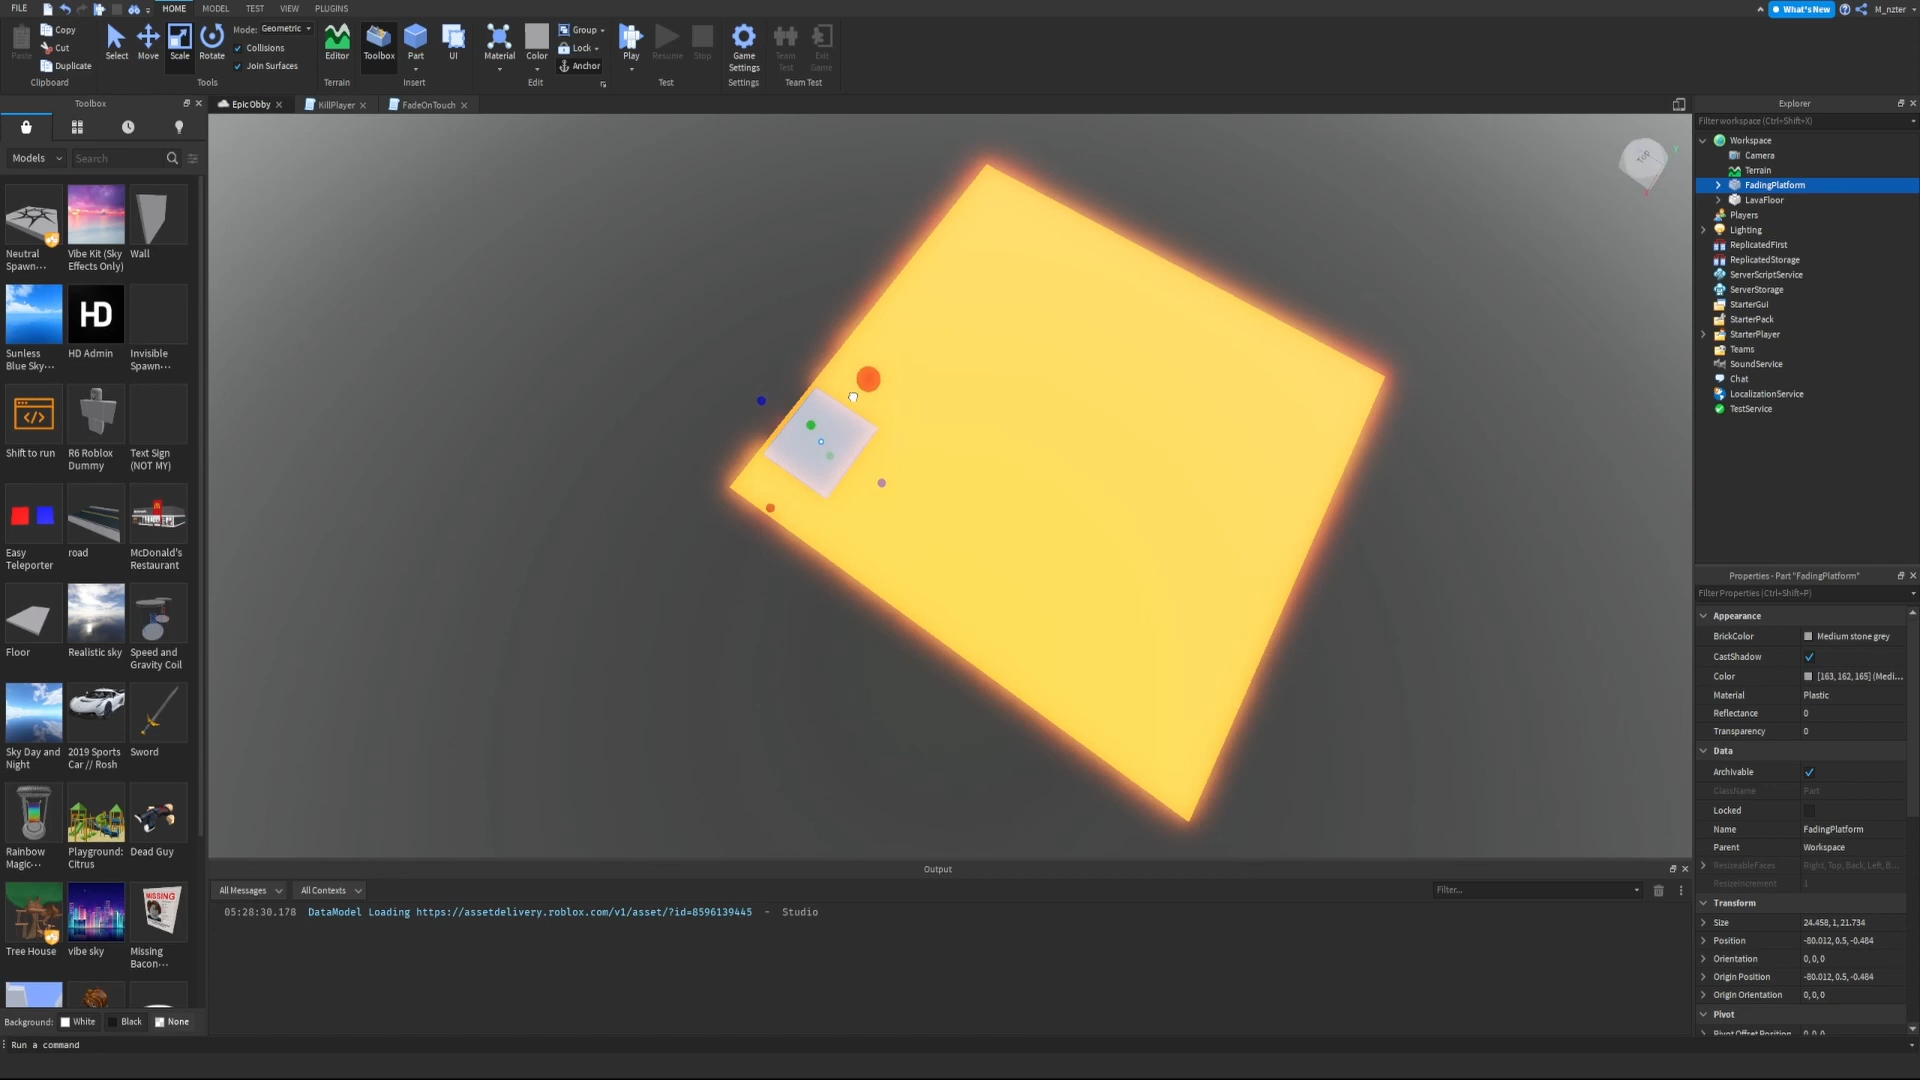 FILE HOME MODEL TEST VIEW PLUGINS What's New M_nzter
Paste Copy Cut Duplicate Clipboard
Select Move Scale Rotate Mode: Geometric Collisions Join Surfaces Tools
Editor Terrain
Toolbox Part UI Insert
Material Color Group Lock Anchor Edit
Play Resume Stop Test
Game Settings Settings
Team Test Exit Game Team Test
Toolbox
EpicObby KillPlayer FadeOnTouch
Models Search
Neutral Spawn...
Vibe Kit (Sky Effects Only)
Wall
Sunless Blue Sky...
HD
HD Admin
Invisible Spawn...
Shift to run
R6 Roblox Dummy
Text Sign (NOT MY)
Easy Teleporter
road
McDonald's Restaurant
Floor
Realistic sky
Speed and Gravity Coil
Sky Day and Night
2019 Sports Car // Rosh
Sword
Rainbow Magic...
Playground: Citrus
Dead Guy
MISSING
Tree House
vibe sky
Missing Bacon...
Background: White Black None
Run a command
Top
Output
All Messages All Contexts Filter...
05:28:30.178 DataModel Loading https://assetdelivery.roblox.com/v1/asset/?id=8596139445 - Studio
Explorer
Filter workspace (Ctrl+Shift+X)
Workspace
Camera
Terrain
FadingPlatform
LavaFloor
Players
Lighting
ReplicatedFirst
ReplicatedStorage
ServerScriptService
ServerStorage
StarterGui
StarterPack
StarterPlayer
Teams
SoundService
Chat
LocalizationService
TestService
Properties - Part "FadingPlatform"
Filter Properties (Ctrl+Shift+P)
Appearance
BrickColor Medium stone grey
CastShadow
Color [163, 162, 165] (Medi...
Material Plastic
Reflectance 0
Transparency 0
Data
Archivable
ClassName Part
Locked
Name FadingPlatform
Parent Workspace
ResizeableFaces Right, Top, Back, Left, B...
ResizeIncrement 1
Transform
Size 24.458, 1, 21.734
Position -80.012, 0.5, -0.484
Orientation 0, 0, 0
Origin Position -80.012, 0.5, -0.484
Origin Orientation 0, 0, 0
Pivot
Pivot Offset Position 0, 0, 0